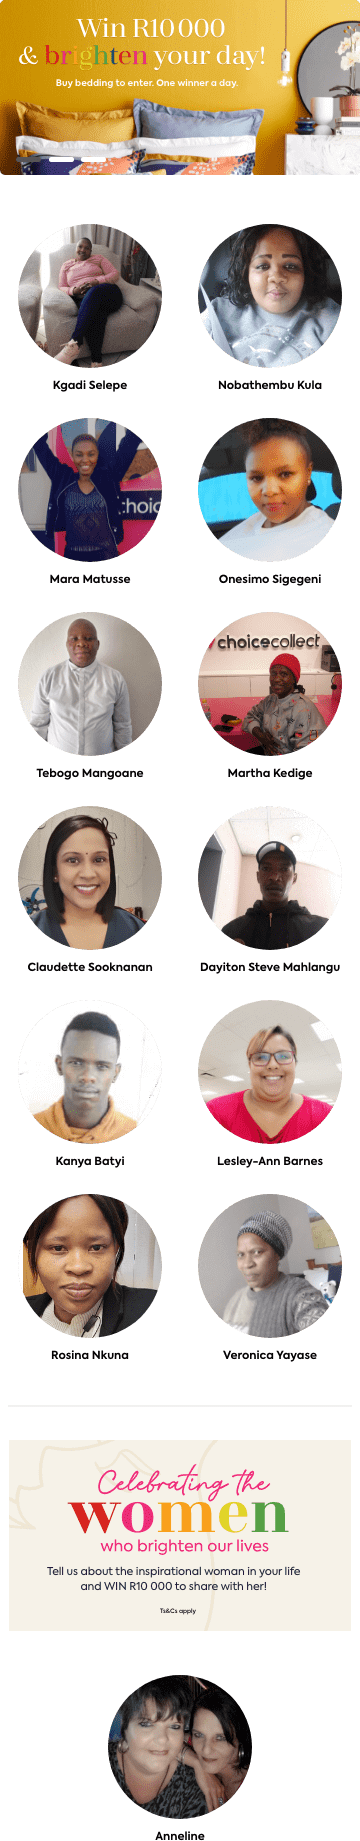 Win R10 000
& brighten your day!
Buy bedding to enter. One winner a day.
Kgadi Selepe
Nobathembu Kula
choic
Mara Matusse
Onesimo Sigegeni
choicecollect
Tebogo Mangoane
Martha Kedige
Claudette Sooknanan
Dayiton Steve Mahlangu
Kanya Batyi
Lesley-Ann Barnes
Rosina Nkuna
Veronica Yayase
Celebrating the
women
who brighten our lives
Tell us about the inspirational woman in your life
and WIN R10 000 to share with her!
Ts&Cs apply
Anneline